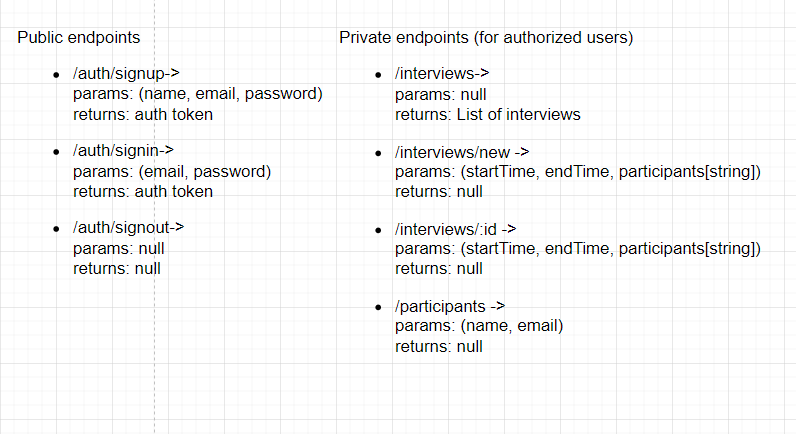 Public endpoints
/auth/signup->
params: (name, email, password)
returns: auth token
/auth/signin->
params: (email, password)
returns: auth token
/auth/signout->
params: null
returns: null
Private endpoints (for authorized users)
/interviews->
params: null
returns: List of interviews
/interviews/new ->
params: (startTime, endTime, participants[string])
returns: null
/interviews/:id ->
params: (startTime, endTime, participants[string])
returns: null
/participants ->
params: (name, email)
returns: null